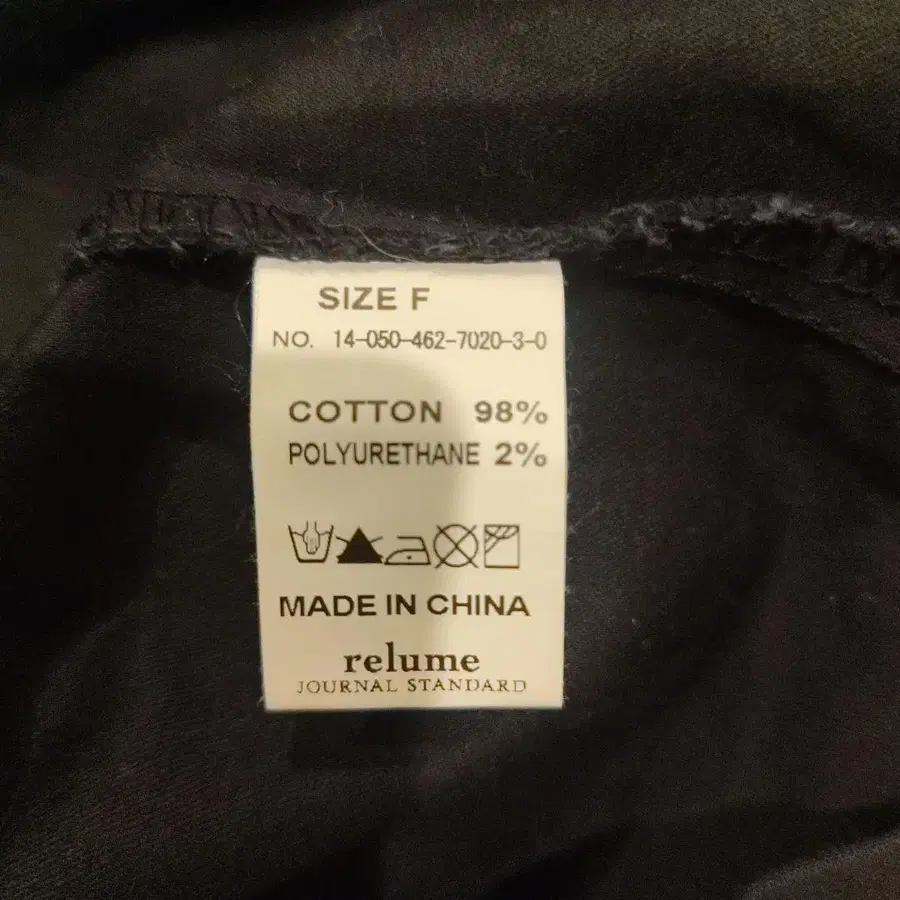 SIZE F
NO. 14-050-462-7020-3-0
COTTON 98%
POLYURETHANE 2%
MADE IN CHINA
relume
JOURNAL STANDARD